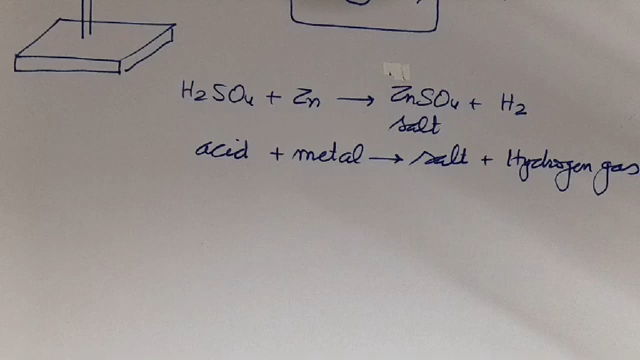 H₂SO₄ + Zn → ZnSO₄ + H₂
salt
acid + metal → salt + Hydrogen gas